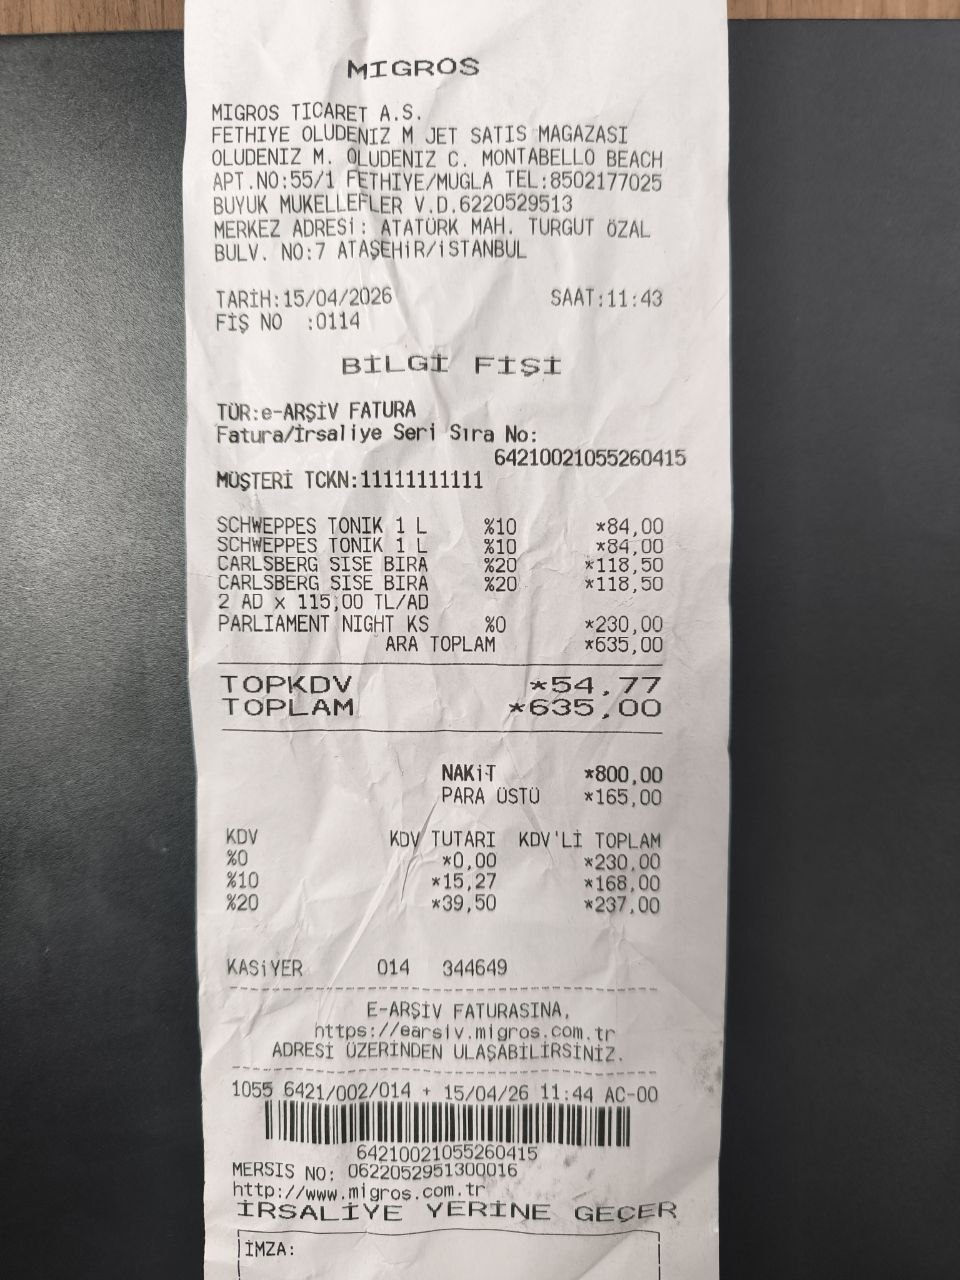 MIGROS
MIGROS TICARET A.S.
FETHIYE OLUDENIZ M JET SATIS MAGAZASI
OLUDENIZ M. OLUDENIZ C. MONTABELLO BEACH
APT.NO:55/1 FETHIYE/MUGLA TEL:8502177025
BUYUK MUKELLEFLER V.D.6220529513
MERKEZ ADRESİ: ATATÜRK MAH. TURGUT ÖZAL
BULV. NO:7 ATAŞEHİR/İSTANBUL
TARİH:15/04/2026 SAAT:11:43
FİŞ NO :0114
BİLGİ FİŞİ
TÜR:e-ARŞİV FATURA
Fatura/İrsaliye Seri Sıra No:
64210021055260415
MÜŞTERİ TCKN:11111111111
SCHWEPPES TONIK 1 L %10 *84,00
SCHWEPPES TONIK 1 L %10 *84,00
CARLSBERG SISE BIRA %20 *118,50
CARLSBERG SISE BIRA %20 *118,50
2 AD x 115,00 TL/AD
PARLIAMENT NIGHT KS %0 *230,00
ARA TOPLAM *635,00
TOPKDV *54,77
TOPLAM *635,00
NAKİT *800,00
PARA ÜSTÜ *165,00
KDV KDV TUTARI KDV'Lİ TOPLAM
%0 *0,00 *230,00
%10 *15,27 *168,00
%20 *39,50 *237,00
KASİYER 014 344649
E-ARŞİV FATURASINA,
https://earsiv.migros.com.tr
ADRESİ ÜZERİNDEN ULAŞABİLİRSİNİZ.
1055 6421/002/014 + 15/04/26 11:44 AC-00
64210021055260415
MERSIS NO: 0622052951300016
http://www.migros.com.tr
İRSALİYE YERİNE GEÇER
İMZA: